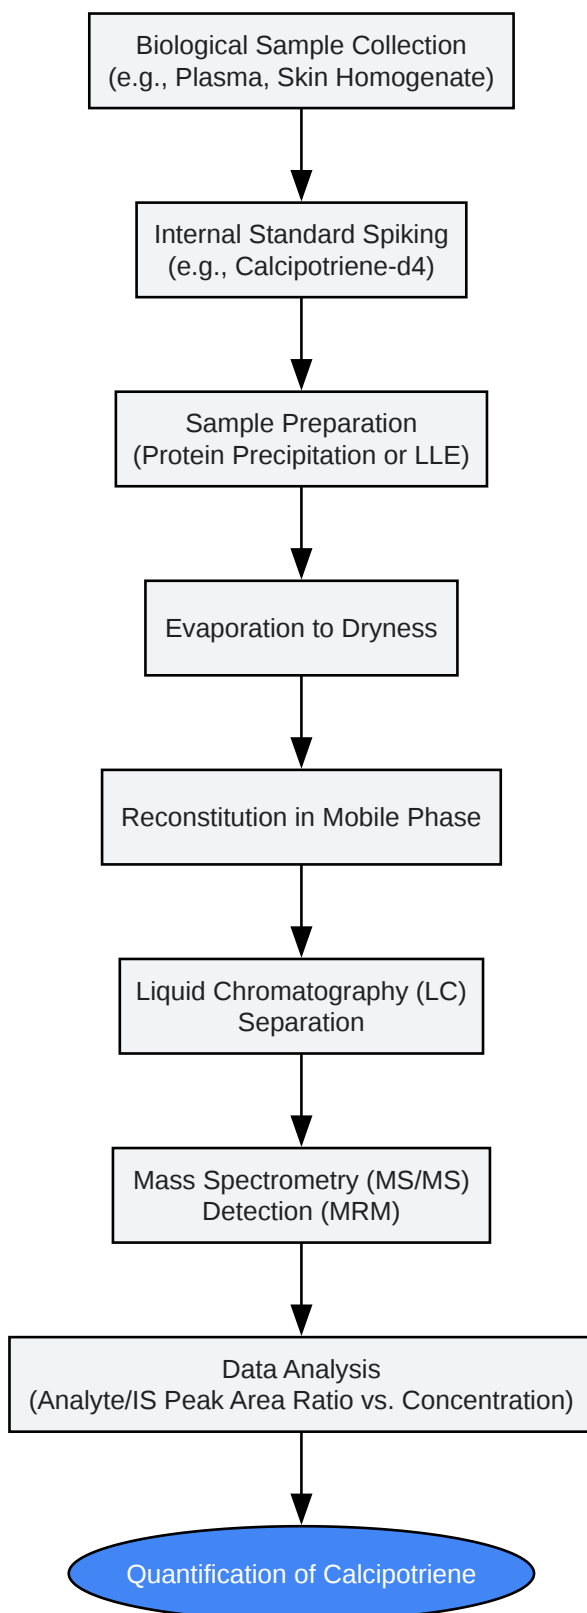 Biological Sample Collection
(e.g., Plasma, Skin Homogenate)
Internal Standard Spiking
(e.g., Calcipotriene-d4)
Sample Preparation
(Protein Precipitation or LLE)
Evaporation to Dryness
Reconstitution in Mobile Phase
Liquid Chromatography (LC)
Separation
Mass Spectrometry (MS/MS)
Detection (MRM)
Data Analysis
(Analyte/IS Peak Area Ratio vs. Concentration)
Quantification of Calcipotriene